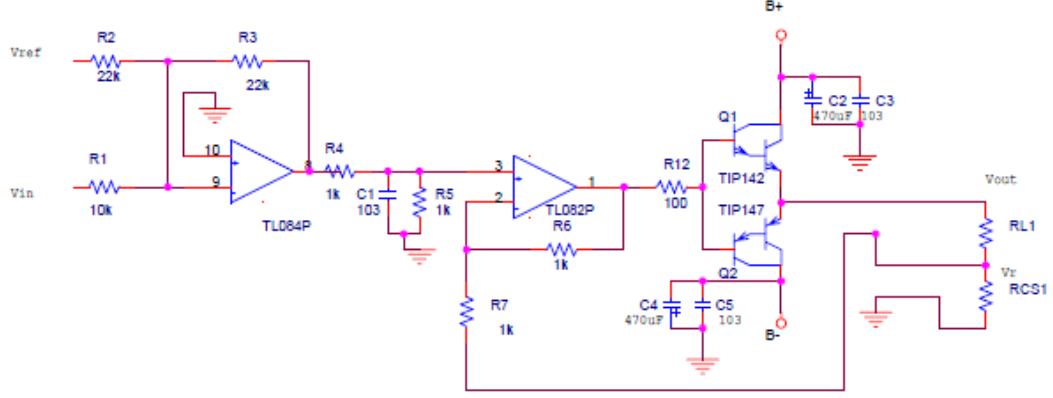 B+
Vref
R2
22k
R3
22k
10
9
8
TL084P
Vin
R1
10k
R4
1k
C1
103
R5
1k
3
2
1
TL082P
R6
1k
R7
1k
R12
100
Q1
TIP142
TIP147
Q2
C2
470uF
C3
103
C4
470uF
C5
103
B-
Vout
RL1
Vr
RCS1